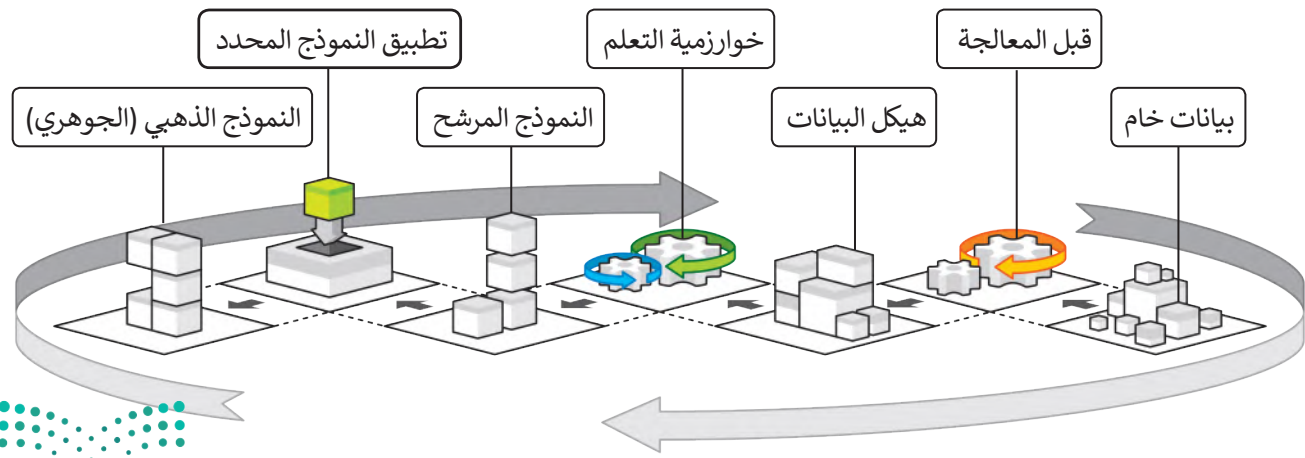 قبل المعالجة
خوارزمية التعلم
تطبيق النموذج المحدد
بيانات خام
هيكل البيانات
النموذج المرشح
النموذج الذهبي (الجوهري)